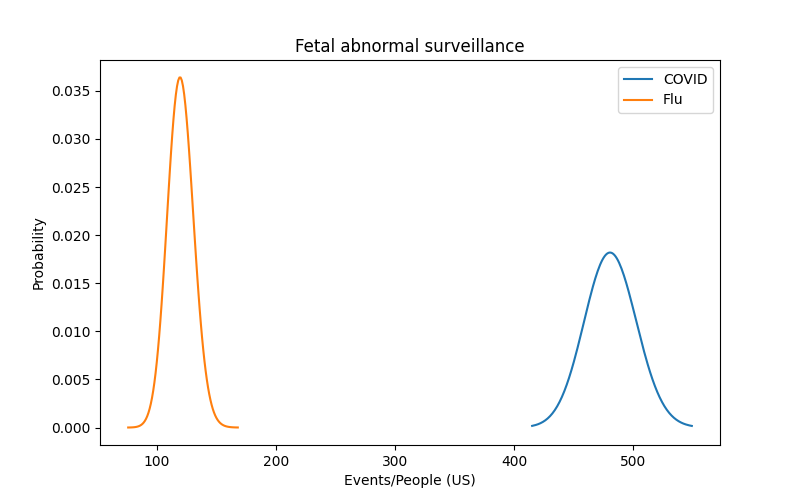 Fetal abnormal surveillance
COVID
Flu
0.035
0.030
0.025
0.020
0.015
0.010
0.005
0.000
Probability
100 200 300 400 500
Events/People (US)